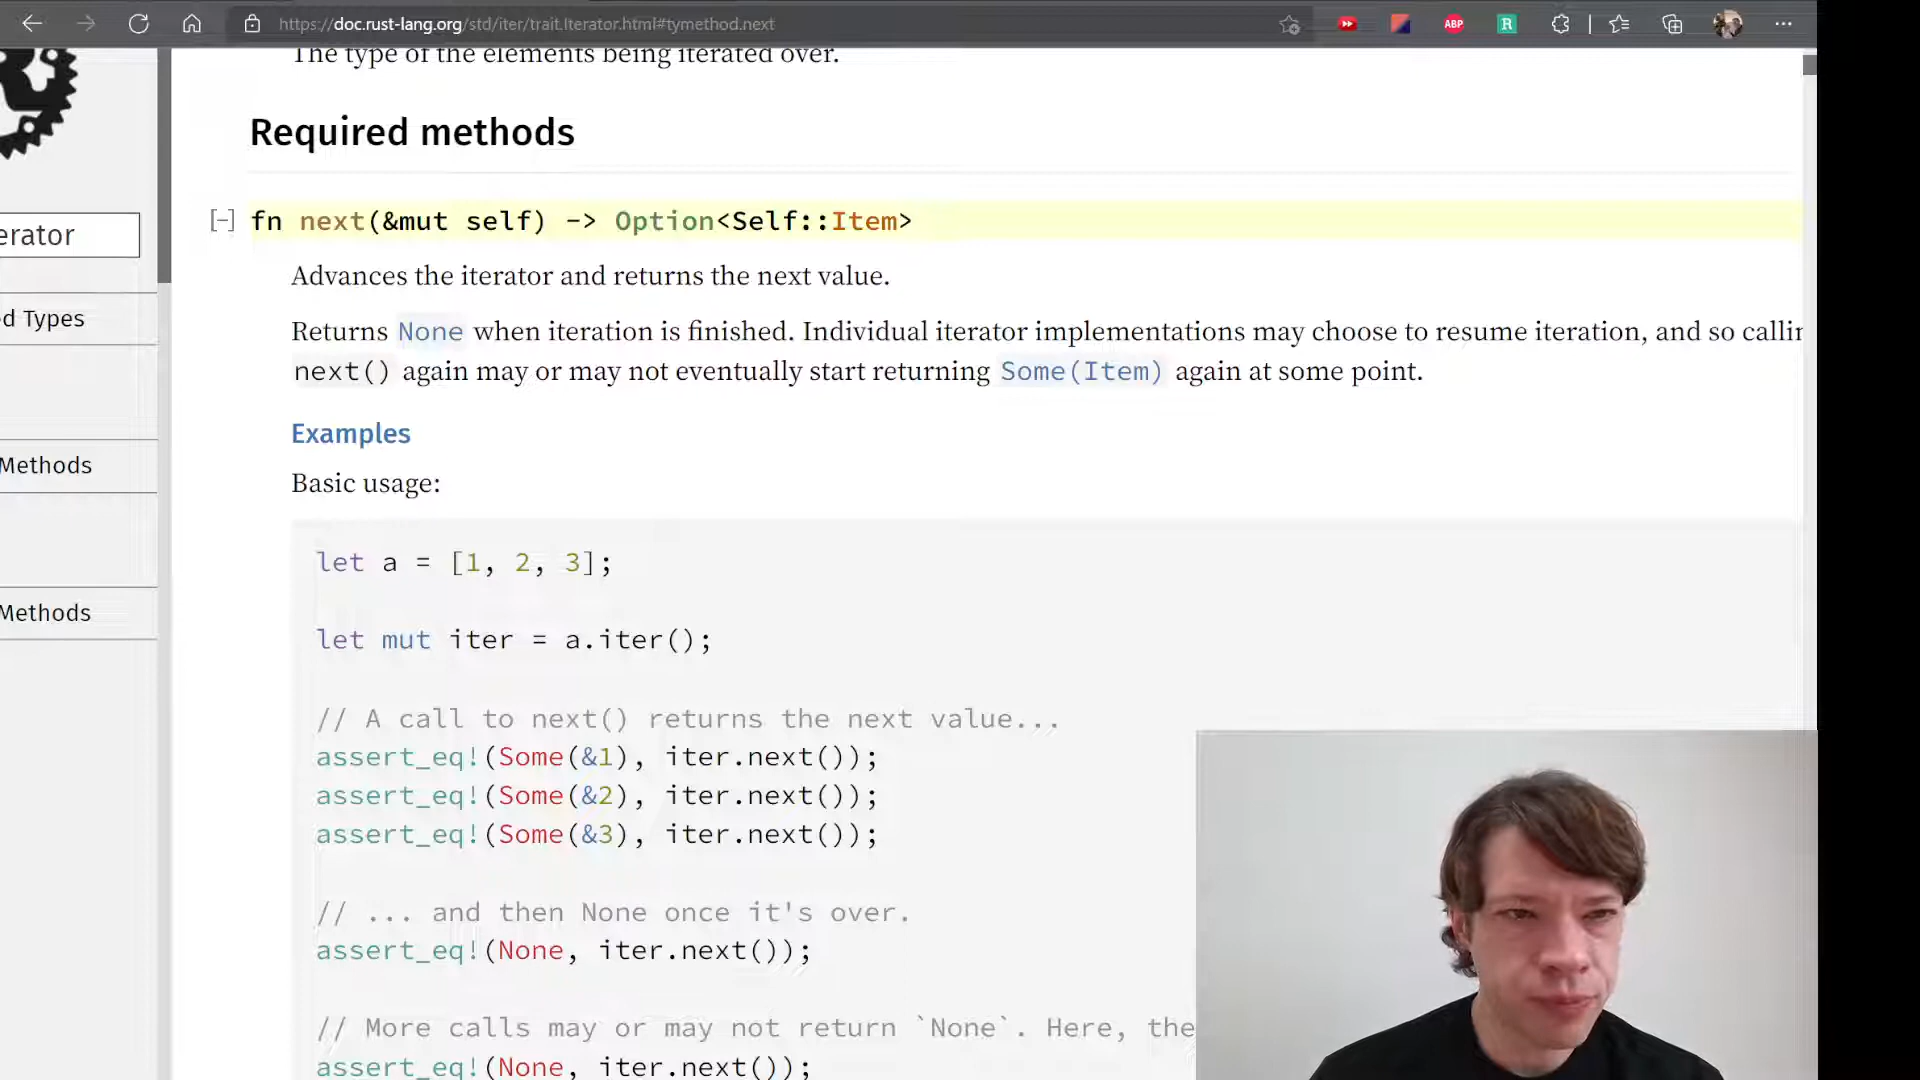 https://doc.rust-lang.org/std/iter/trait.Iterator.html#tymethod.next
ABP
R
The type of the elements being iterated over.
Required methods
erator
[-] fn next(&mut self) -> Option<Self::Item>
Advances the iterator and returns the next value.
d Types
Returns None when iteration is finished. Individual iterator implementations may choose to resume iteration, and so callin
next() again may or may not eventually start returning Some(Item) again at some point.
Examples
Methods
Basic usage:
let a = [1, 2, 3];
Methods
let mut iter = a.iter();
// A call to next() returns the next value...
assert_eq!(Some(&1), iter.next());
assert_eq!(Some(&2), iter.next());
assert_eq!(Some(&3), iter.next());
// ... and then None once it's over.
assert_eq!(None, iter.next());
// More calls may or may not return `None`. Here, the
assert_eq!(None, iter.next());